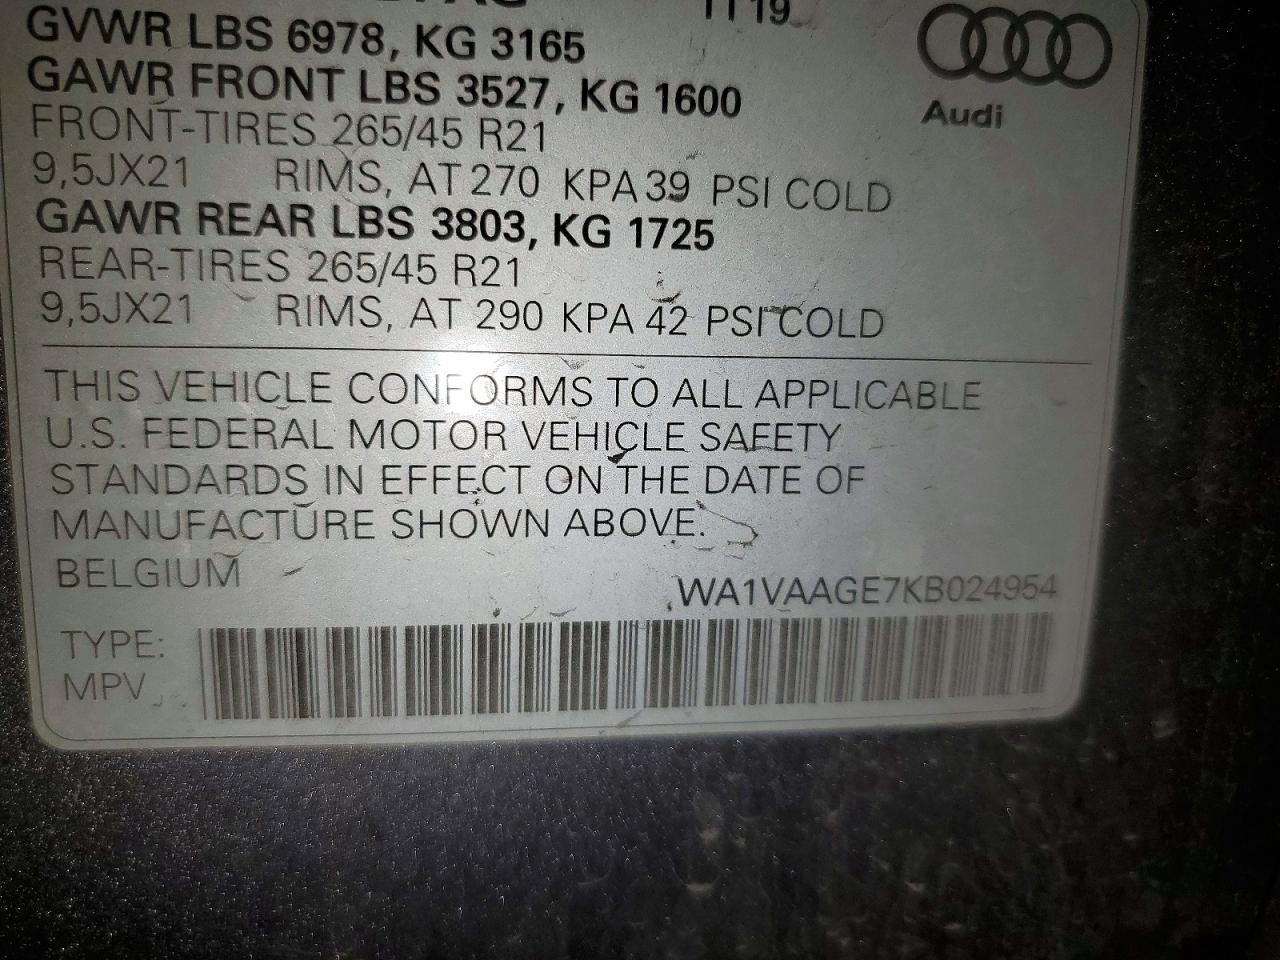 11 19
GVWR LBS 6978, KG 3165
GAWR FRONT LBS 3527, KG 1600
FRONT-TIRES 265/45 R21
9,5JX21 RIMS, AT 270 KPA 39 PSI COLD
GAWR REAR LBS 3803, KG 1725
REAR-TIRES 265/45 R21
9,5JX21 RIMS, AT 290 KPA 42 PSI COLD
Audi
THIS VEHICLE CONFORMS TO ALL APPLICABLE
U.S. FEDERAL MOTOR VEHICLE SAFETY
STANDARDS IN EFFECT ON THE DATE OF
MANUFACTURE SHOWN ABOVE.
BELGIUM
WA1VAAGE7KB024954
TYPE:
MPV